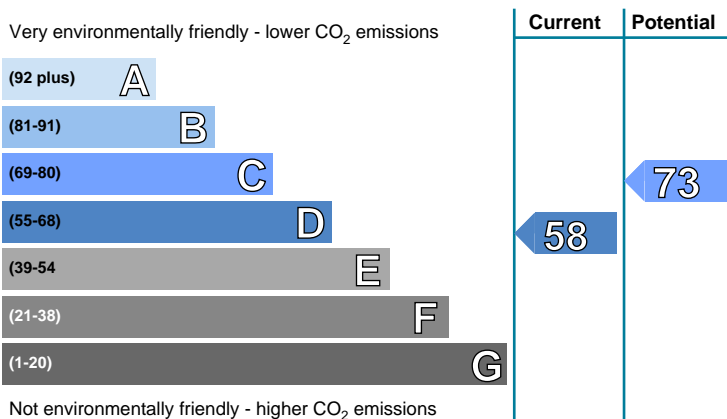 Very environmentally friendly - lower CO2 emissions
Current
Potential
(92 plus) A
(81-91) B
(69-80) C
(55-68) D
(39-54 E
(21-38) F
(1-20) G
58
73
Not environmentally friendly - higher CO2 emissions